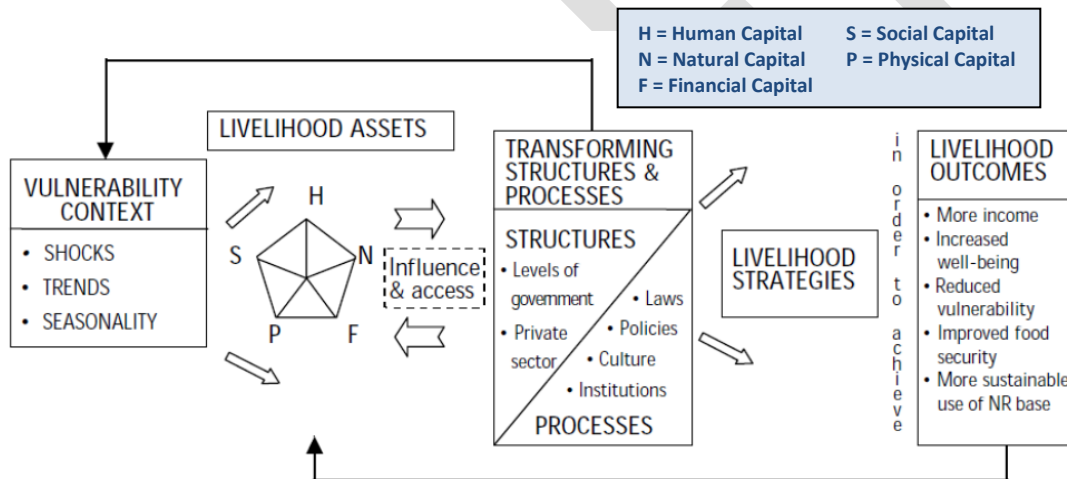 H = Human Capital S = Social Capital
N = Natural Capital P = Physical Capital
F = Financial Capital
LIVELIHOOD ASSETS
VULNERABILITY
CONTEXT
• SHOCKS
• TRENDS
• SEASONALITY
H
S
N
P
F
Influence
& access
TRANSFORMING
STRUCTURES &
PROCESSES
STRUCTURES
• Levels of
government
• Private
sector
• Laws
• Policies
• Culture
• Institutions
PROCESSES
LIVELIHOOD
STRATEGIES
in order to achieve
LIVELIHOOD
OUTCOMES
• More income
• Increased
well-being
• Reduced
vulnerability
• Improved food
security
• More sustainable
use of NR base